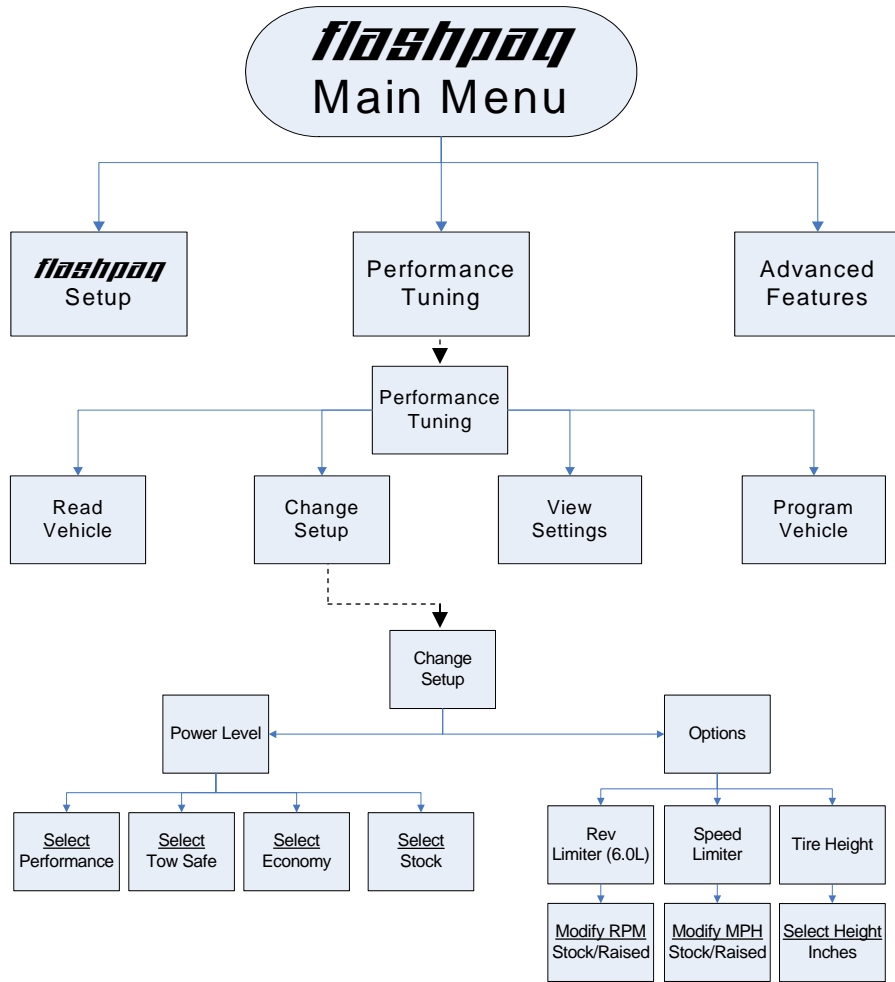 flashpaq
Main Menu
flashpaq
Setup
Performance
Tuning
Advanced
Features
Performance
Tuning
Read
Vehicle
Change
Setup
View
Settings
Program
Vehicle
Change
Setup
Power Level
Options
Select
Performance
Select
Tow Safe
Select
Economy
Select
Stock
Rev
Limiter (6.0L)
Speed
Limiter
Tire Height
Modify RPM
Stock/Raised
Modify MPH
Stock/Raised
Select Height
Inches